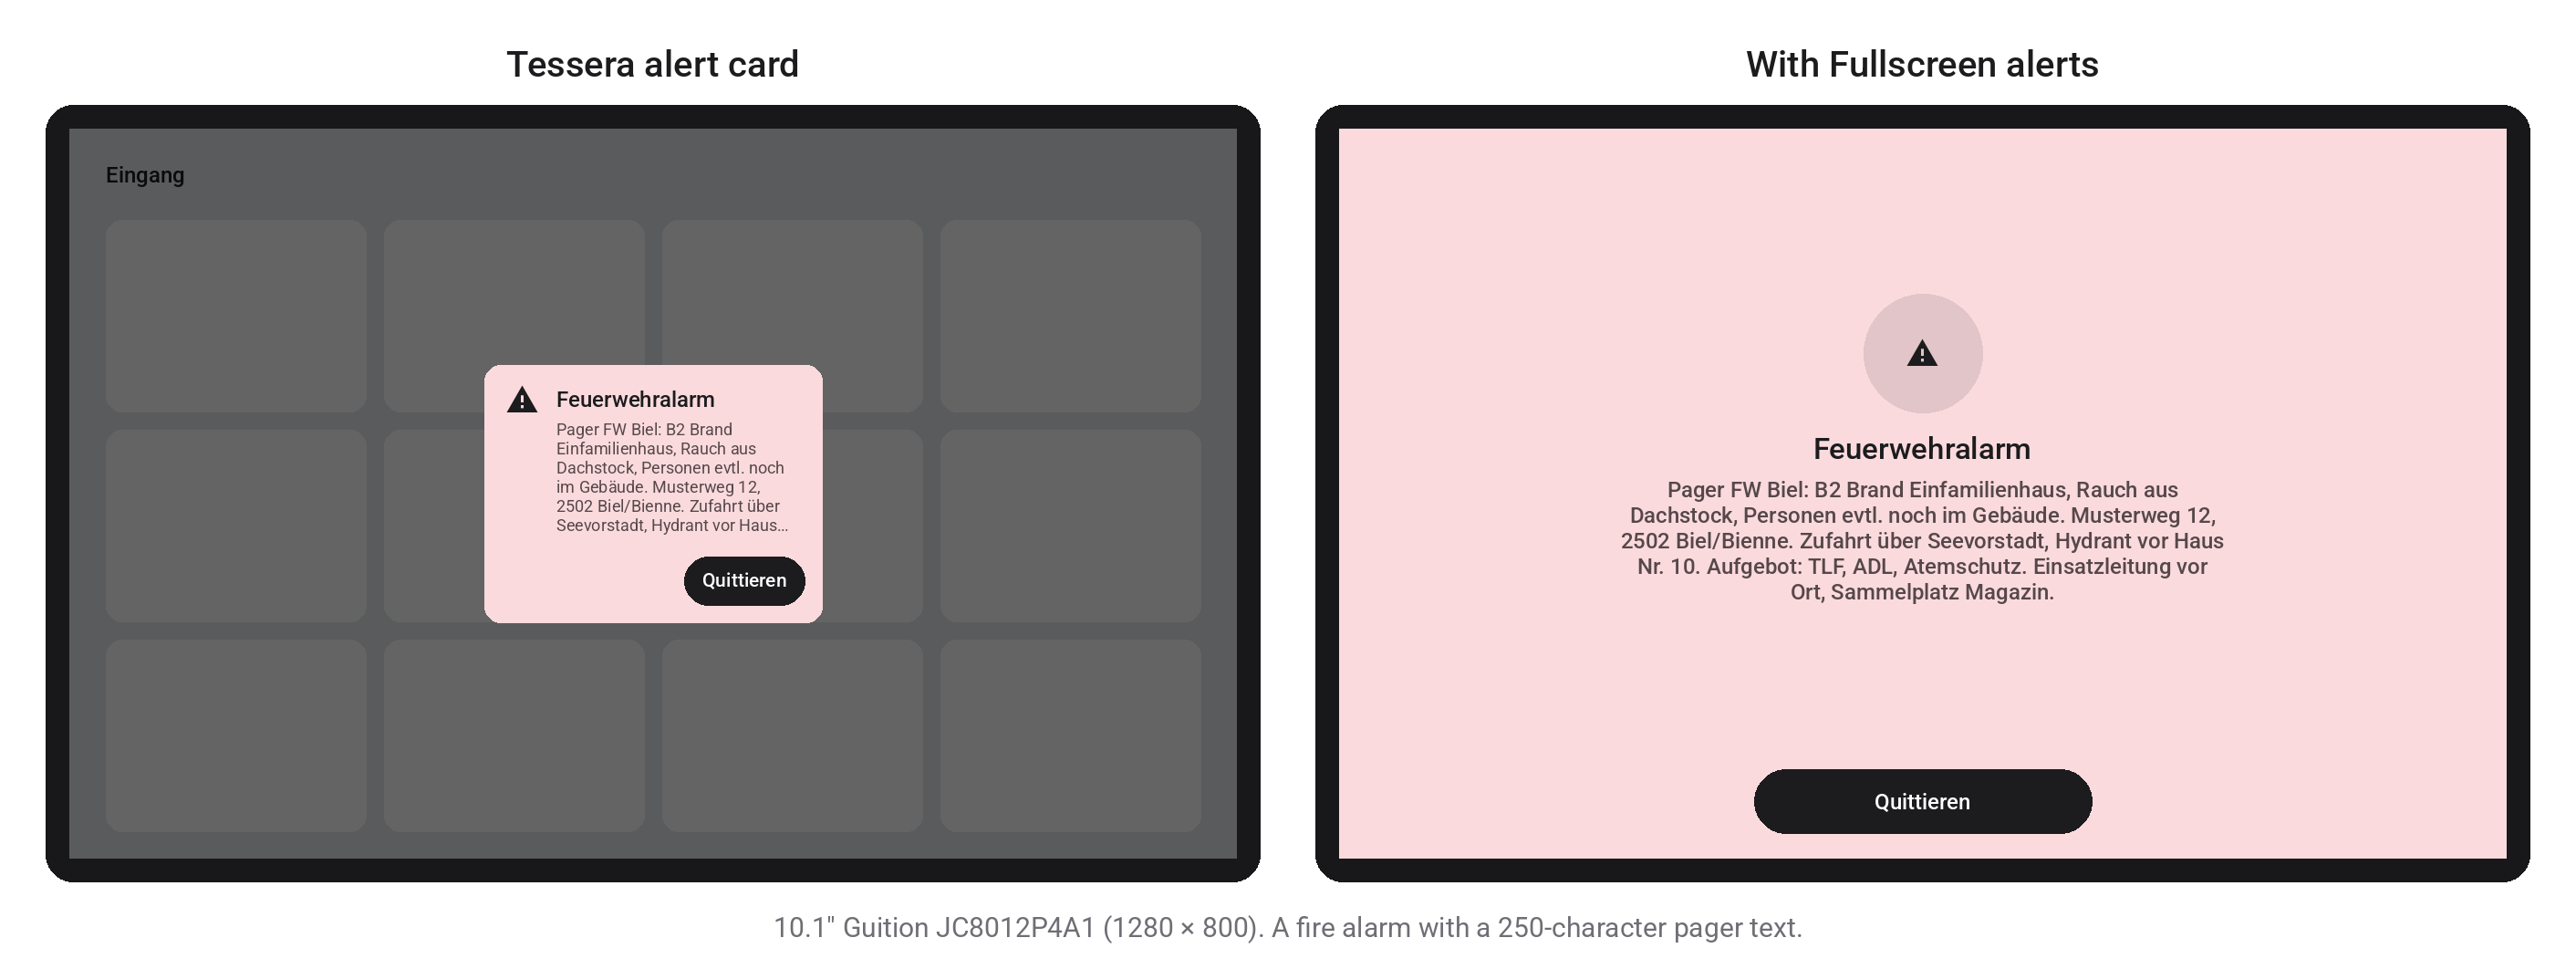 Tessera alert card
Eingang
Feuerwehralarm
Pager FW Biel: B2 Brand
Einfamilienhaus, Rauch aus
Dachstock, Personen evtl. noch
im Gebäude. Musterweg 12,
2502 Biel/Bienne. Zufahrt über
Seevorstadt, Hydrant vor Haus...
Quittieren
With Fullscreen alerts
Feuerwehralarm
Pager FW Biel: B2 Brand Einfamilienhaus, Rauch aus
Dachstock, Personen evtl. noch im Gebäude. Musterweg 12,
2502 Biel/Bienne. Zufahrt über Seevorstadt, Hydrant vor Haus
Nr. 10. Aufgebot: TLF, ADL, Atemschutz. Einsatzleitung vor
Ort, Sammelplatz Magazin.
Quittieren
10.1" Guition JC8012P4A1 (1280 × 800). A fire alarm with a 250-character pager text.